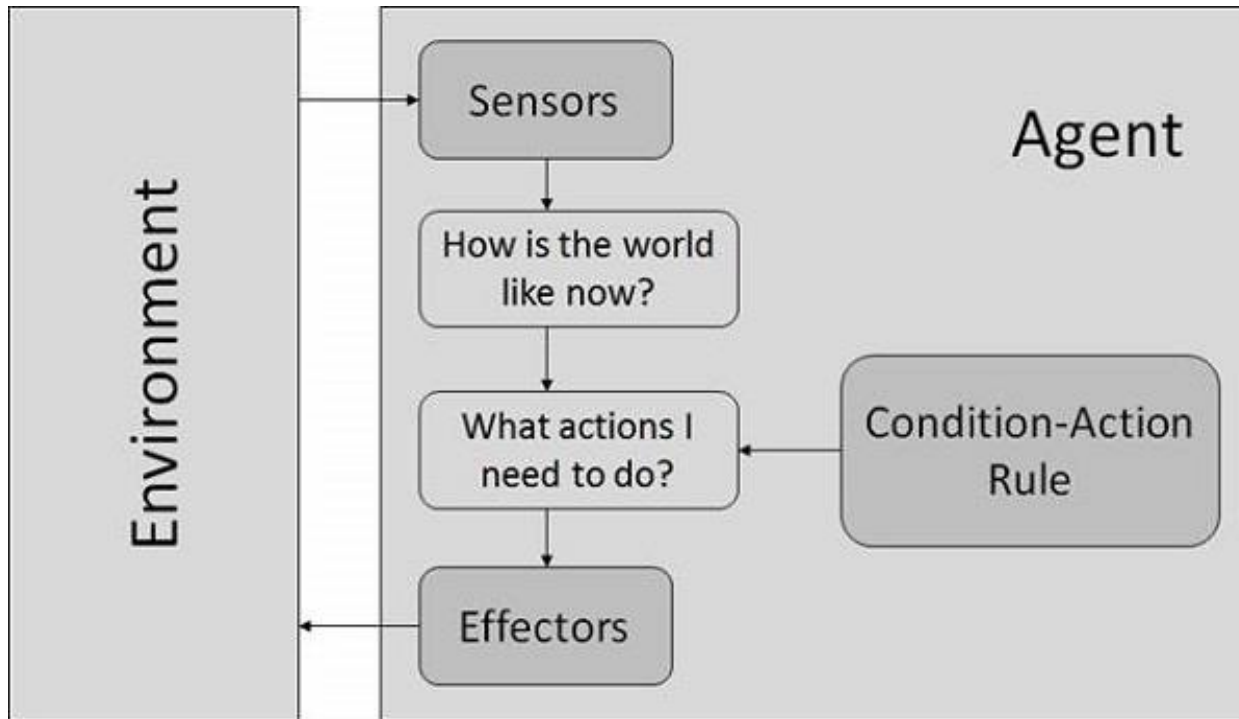 Environment
Agent
Sensors
How is the world
like now?
What actions I
need to do?
Condition-Action
Rule
Effectors